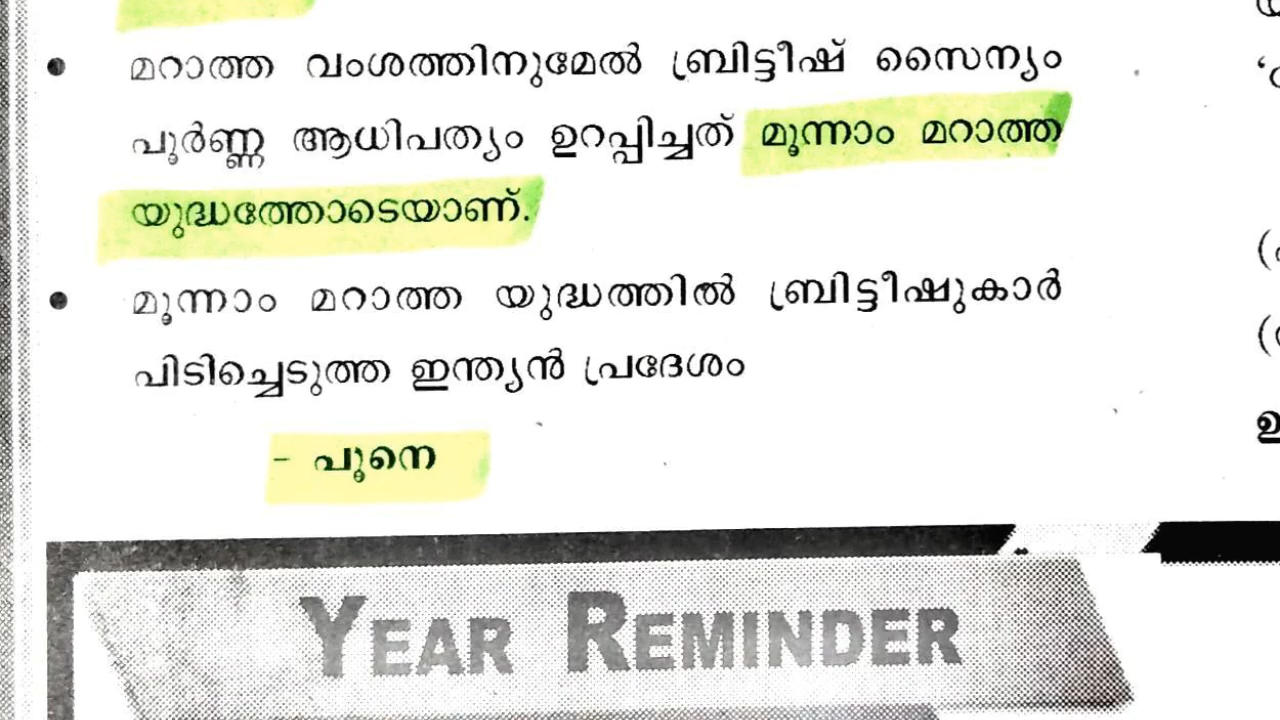 • മറാത്ത വംശത്തിനുമേൽ ബ്രിട്ടീഷ് സൈന്യം
പൂർണ്ണ ആധിപത്യം ഉറപ്പിച്ചത് മൂന്നാം മറാത്ത
യുദ്ധത്തോടെയാണ്.
• മൂന്നാം മറാത്ത യുദ്ധത്തിൽ ബ്രിട്ടീഷുകാർ
പിടിച്ചെടുത്ത ഇന്ത്യൻ പ്രദേശം
- പൂനെ
YEAR REMINDER